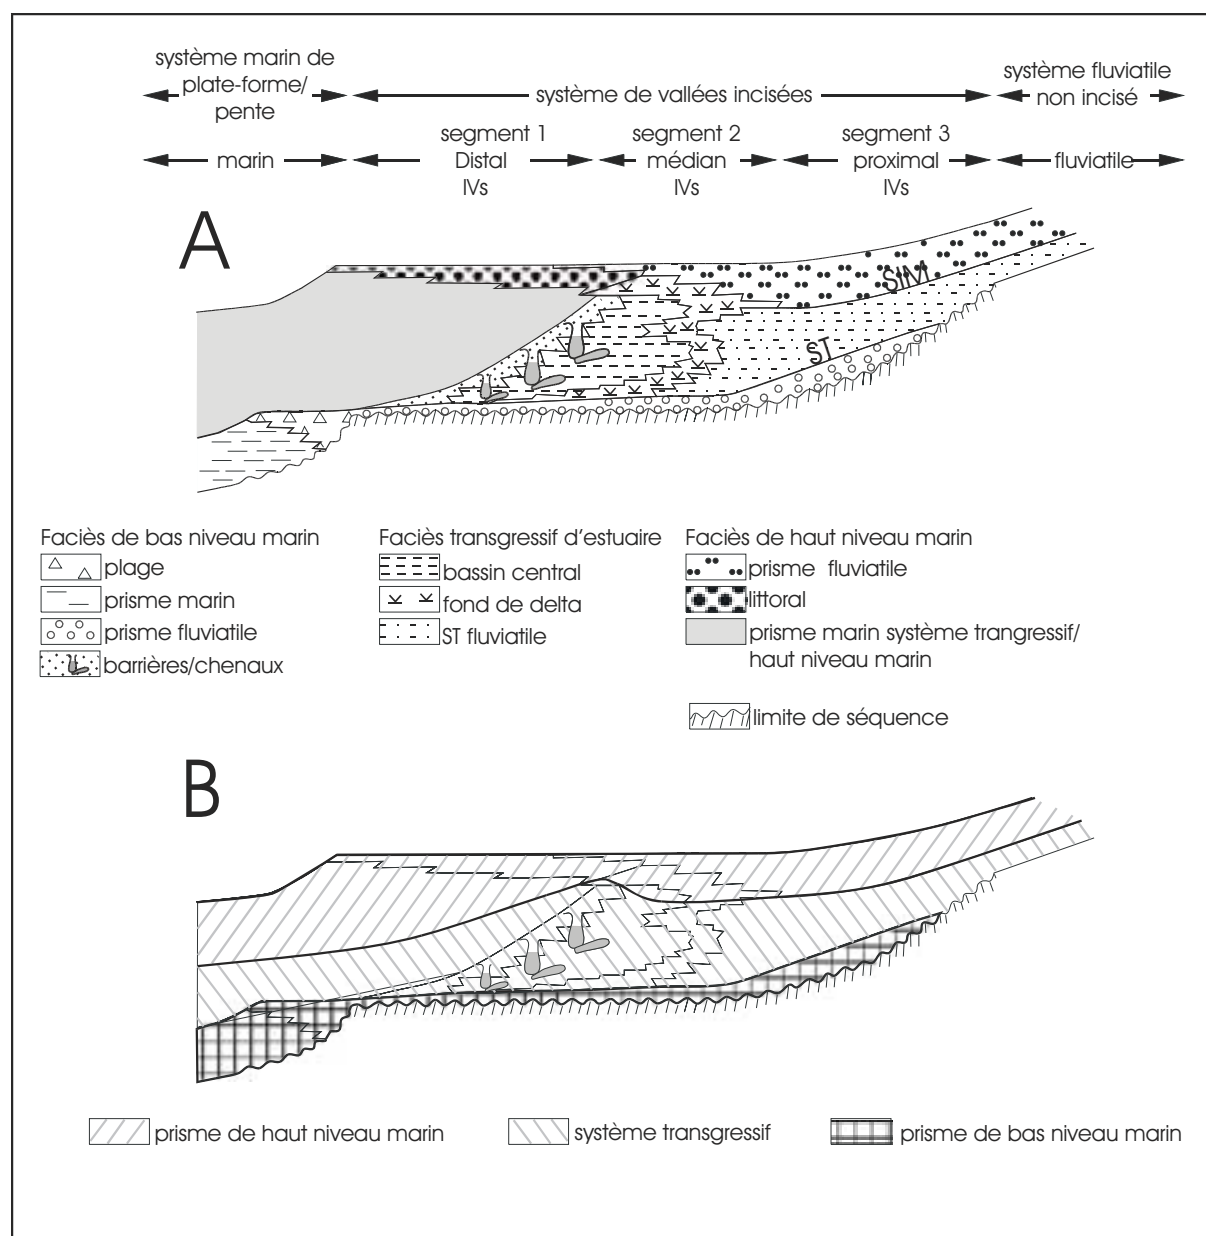 système marin de
plate-forme/
pente
système de vallées incisées
système fluviatile
non incisé
marin
segment 1
Distal
IVs
segment 2
médian
IVs
segment 3
proximal
IVs
fluviatile
A
SIM
ST
Faciès de bas niveau marin
plage
prisme marin
prisme fluviatile
barrières/chenaux
Faciès transgressif d'estuaire
bassin central
fond de delta
ST fluviatile
Faciès de haut niveau marin
prisme fluviatile
littoral
prisme marin système trangressif/
haut niveau marin
limite de séquence
B
prisme de haut niveau marin
système transgressif
prisme de bas niveau marin